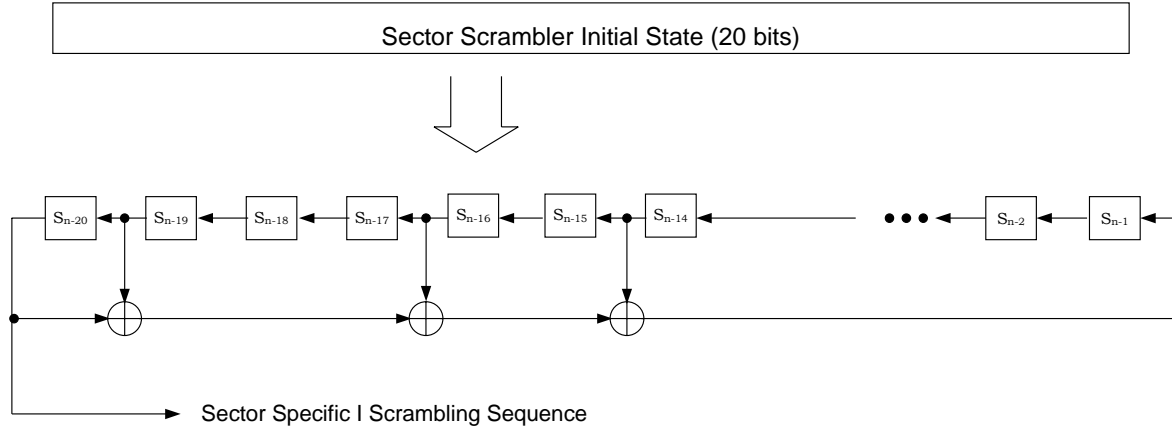 Sector Scrambler Initial State (20 bits)
Sn-20 Sn-19 Sn-18 Sn-17 Sn-16 Sn-15 Sn-14 Sn-2 Sn-1
Sector Specific I Scrambling Sequence